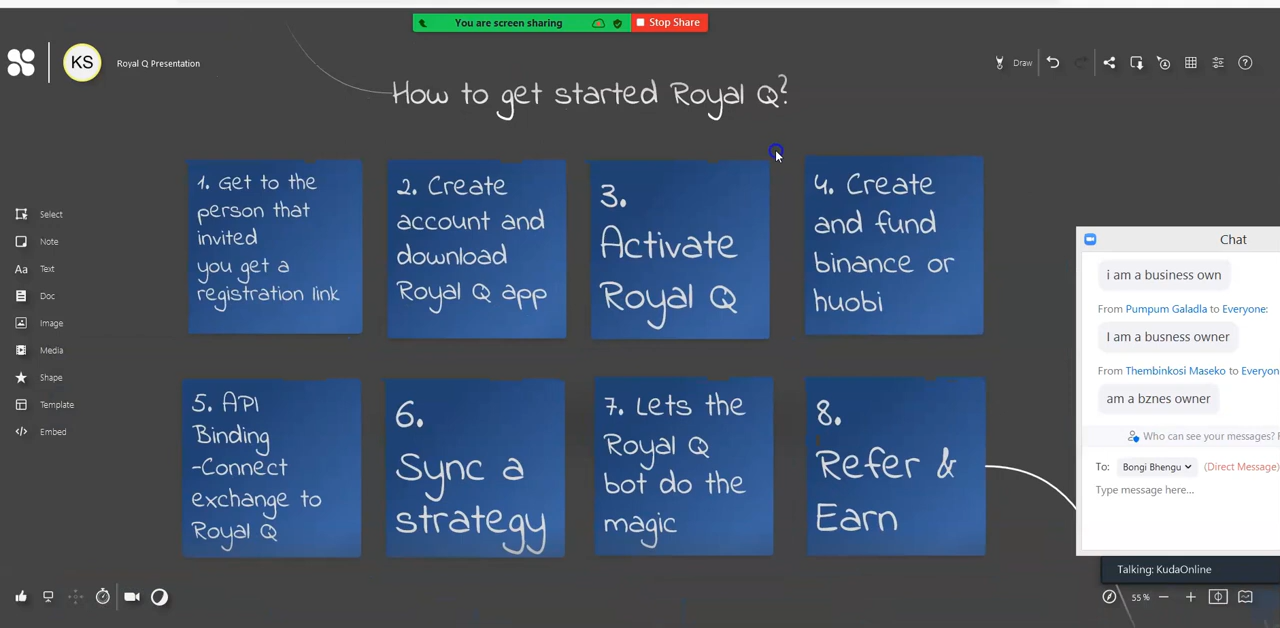 You are screen sharing
Stop Share
KS
Royal Q Presentation
Draw
How to get started Royal Q?
1. Get to the
person that
invited
you get a
registration link
2. Create
account and
download
Royal Q app
3.
Activate
Royal Q
4. Create
and fund
binance or
huobi
Select
Note
Aa Text
Doc
Image
Media
Shape
Template
Embed
5. API
Binding
-Connect
exchange to
Royal Q
6.
Sync a
strategy
7. Lets the
Royal Q
bot do the
magic
8.
Refer &
Earn
Chat
i am a business own
From Pumpum Galadla to Everyone:
I am a busness owner
From Thembinkosi Maseko to Everyon
am a bznes owner
Who can see your messages?
To: Bongi Bhengu (Direct Message)
Type message here...
Talking: KudaOnline
55 %